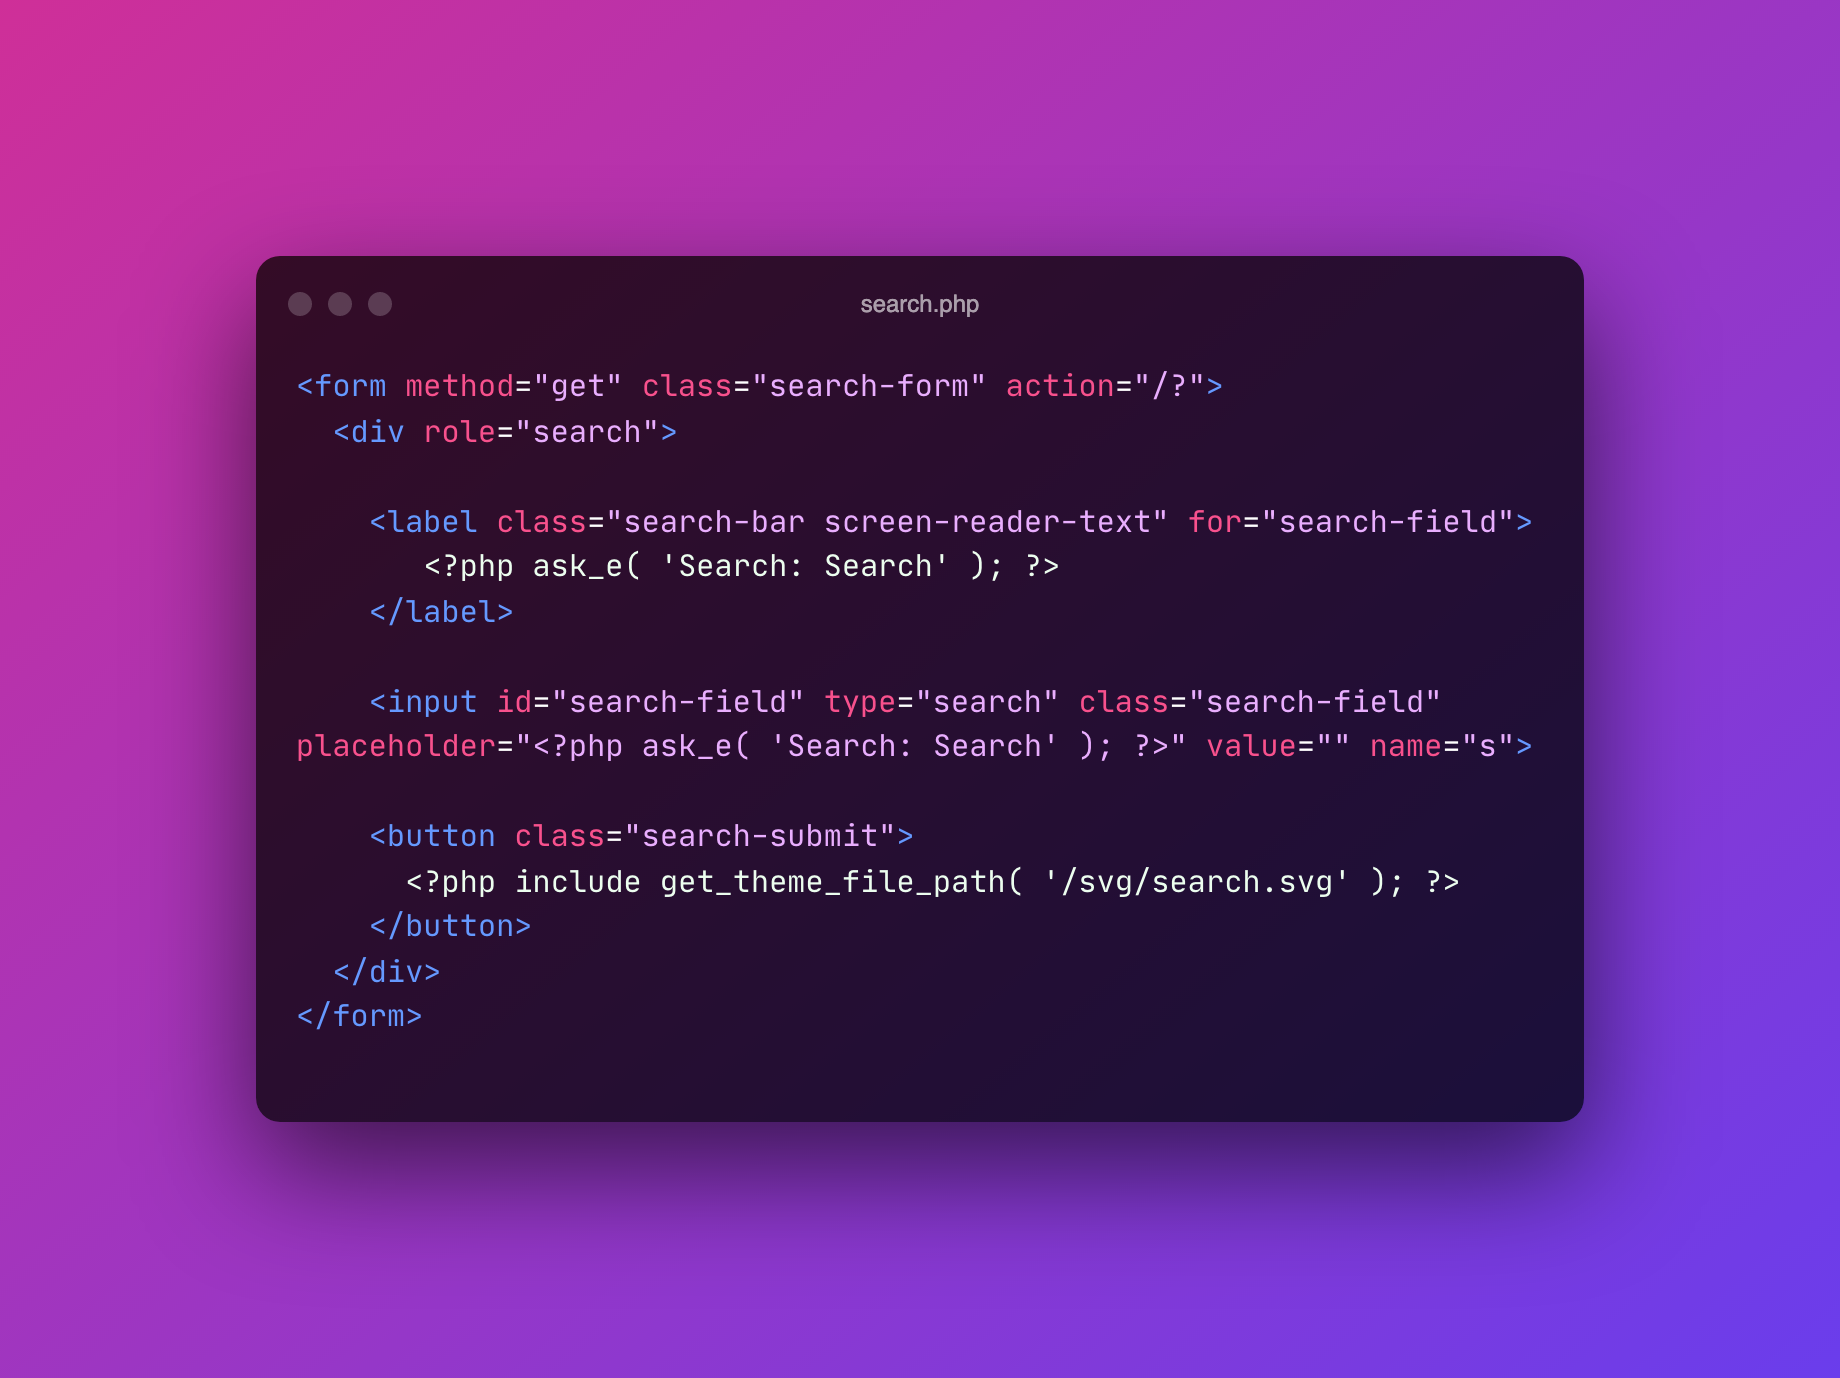 search.php
<form method="get" class="search-form" action="/?">
<div role="search">
<label class="search-bar screen-reader-text" for="search-field">
<?php ask_e( 'Search: Search' ); ?>
</label>
<input id="search-field" type="search" class="search-field"
placeholder="<?php ask_e( 'Search: Search' ); ?>" value="" name="s">
<button class="search-submit">
<?php include get_theme_file_path( '/svg/search.svg' ); ?>
</button>
</div>
</form>